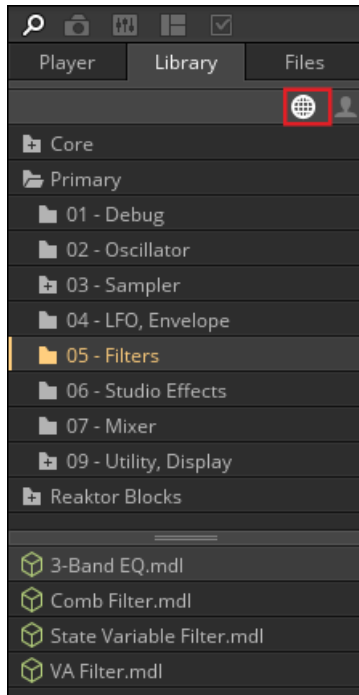 Player Library Files
Core
Primary
01 - Debug
02 - Oscillator
03 - Sampler
04 - LFO, Envelope
05 - Filters
06 - Studio Effects
07 - Mixer
09 - Utility, Display
Reaktor Blocks
3-Band EQ.mdl
Comb Filter.mdl
State Variable Filter.mdl
VA Filter.mdl